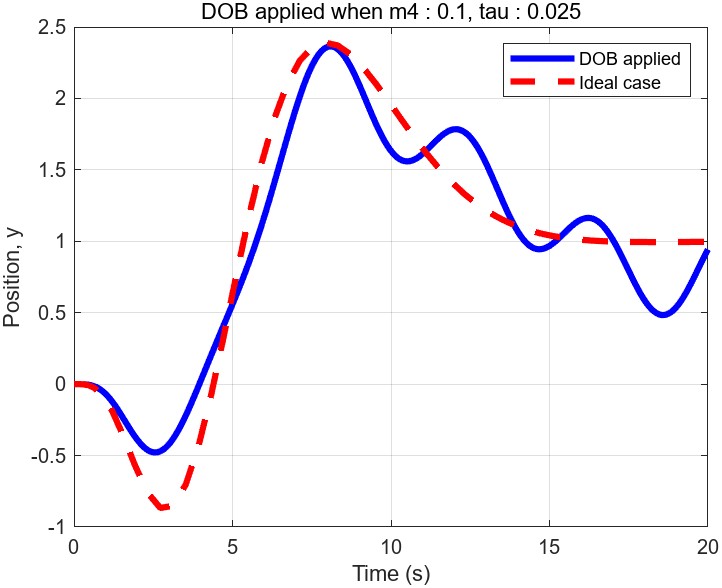 DOB applied when m4 : 0.1, tau : 0.025
DOB applied
Ideal case
Position, y
2.5
2
1.5
1
0.5
0
-0.5
-1
0
5
10
15
20
Time (s)